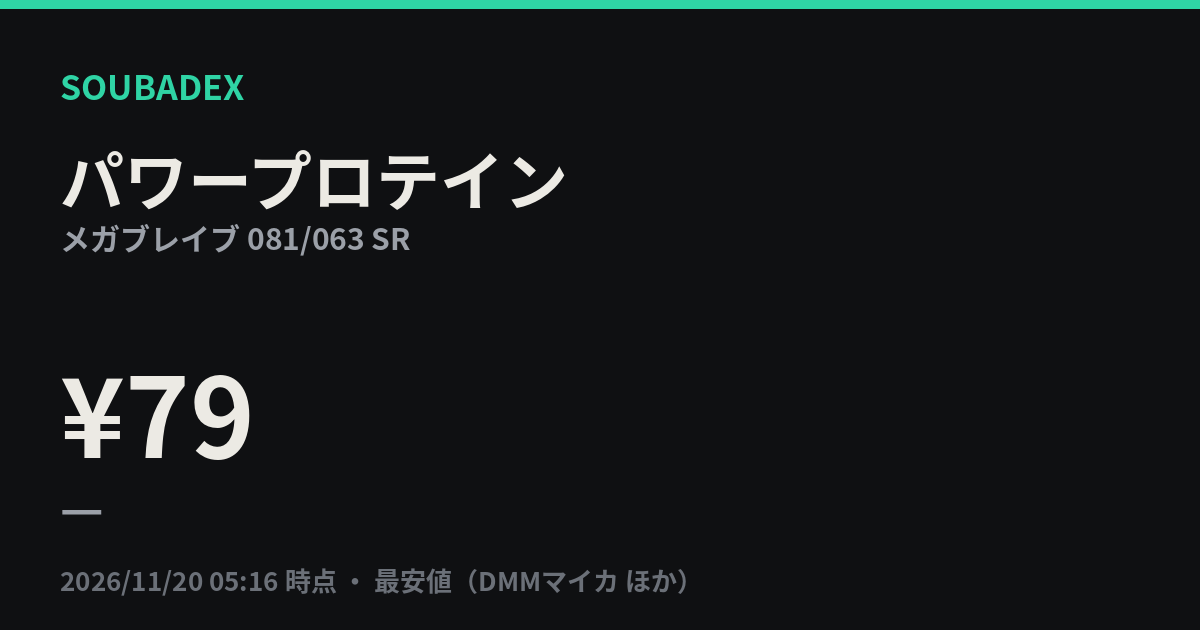 SOUBADEX
パワープロテイン
メガブレイブ 081/063 SR
¥79
—
2026/11/20 05:16 時点 ・ 最安値（DMMマイカ ほか）